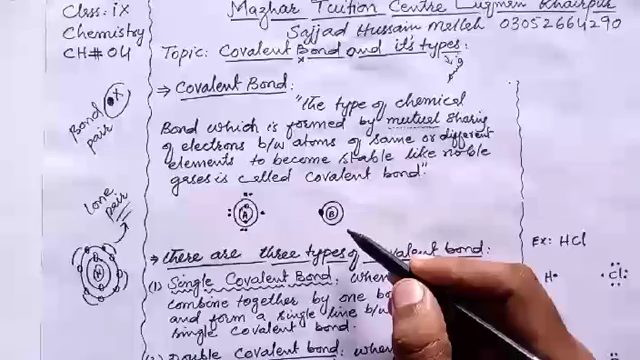 Class: ix
Chemistry
CH# 04
Mazhar Tuition Centre Luqman Khairpur
Sajjad Hussain 03052664290
Topic: Covalent Bond and it's types:
⇒ Covalent Bond:
"The type of chemical
Bond which is formed by mutual sharing
of electrons b/w atoms of same or different
elements to become stable like noble
gases is called covalent bond."
Bond
pair
X
lone
pair
A
B
⇒ There are three types of covalent bond:
(1) Single Covalent Bond: when
combine together by one
and form a single line b/w
single covalent bond.
Double Covalent bond: when
Ex: HCl
H
Cl